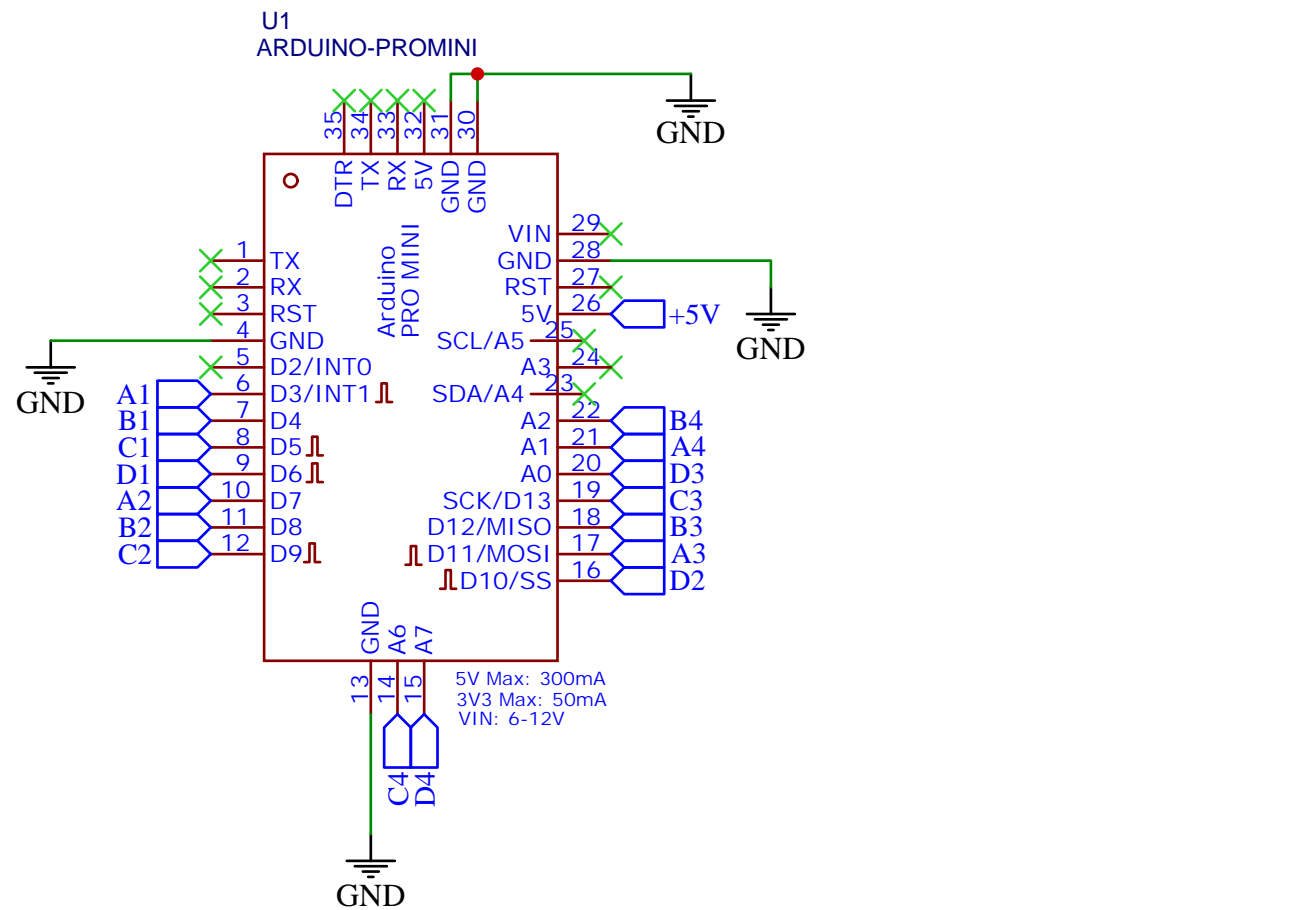 U1
ARDUINO-PROMINI
35
34
33
32
31
30
GND
DTR
TX
RX
5V
GND
GND
Arduino
PRO MINI
1 TX
2 RX
3 RST
4 GND
GND
5 D2/INT0
A1 6 D3/INT1
B1 7 D4
C1 8 D5
D1 9 D6
A2 10 D7
B2 11 D8
C2 12 D9
VIN 29
GND 28
RST 27
5V 26 +5V
GND
SCL/A5 25
A3 24
SDA/A4 23
A2 22 B4
A1 21 A4
A0 20 D3
SCK/D13 19 C3
D12/MISO 18 B3
D11/MOSI 17 A3
D10/SS 16 D2
GND
A6
A7
13
14
15
5V Max: 300mA
3V3 Max: 50mA
VIN: 6-12V
C4
D4
GND